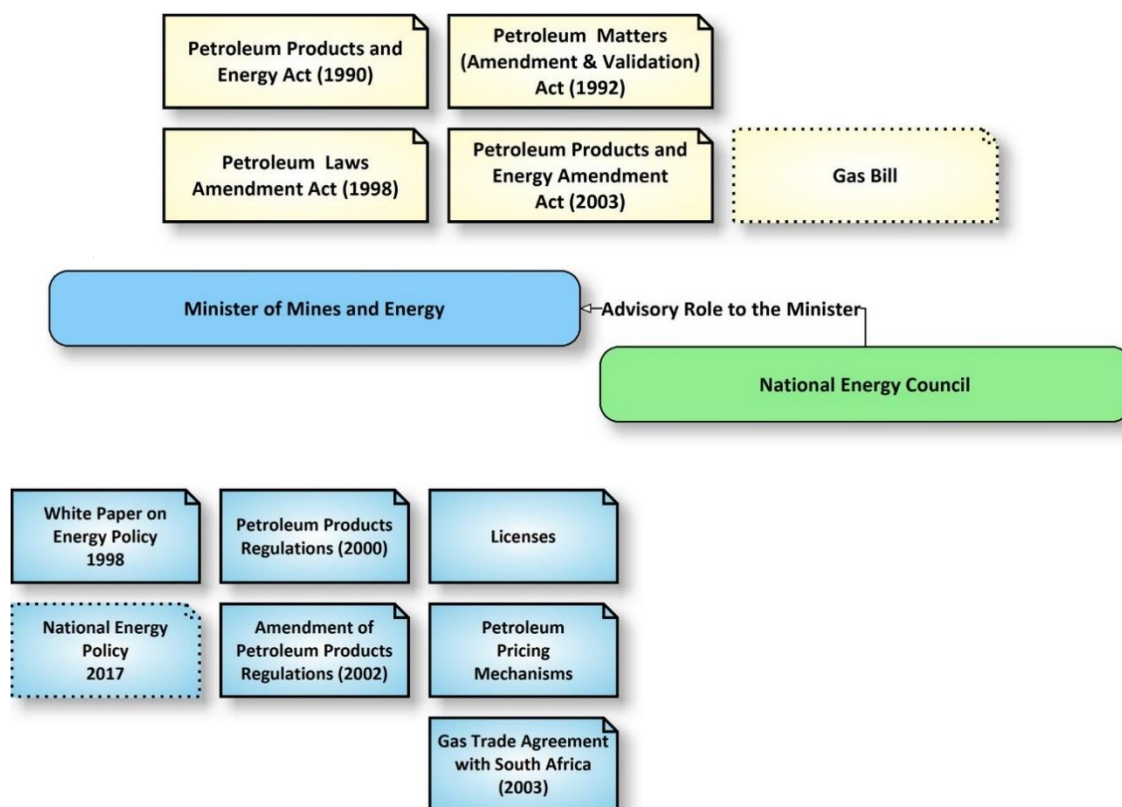 Petroleum Products and
Energy Act (1990)
Petroleum Matters
(Amendment & Validation)
Act (1992)
Petroleum Laws
Amendment Act (1998)
Petroleum Products and
Energy Amendment
Act (2003)
Gas Bill
Minister of Mines and Energy
Advisory Role to the Minister
National Energy Council
White Paper on
Energy Policy
1998
Petroleum Products
Regulations (2000)
Licenses
National Energy
Policy
2017
Amendment of
Petroleum Products
Regulations (2002)
Petroleum
Pricing
Mechanisms
Gas Trade Agreement
with South Africa
(2003)